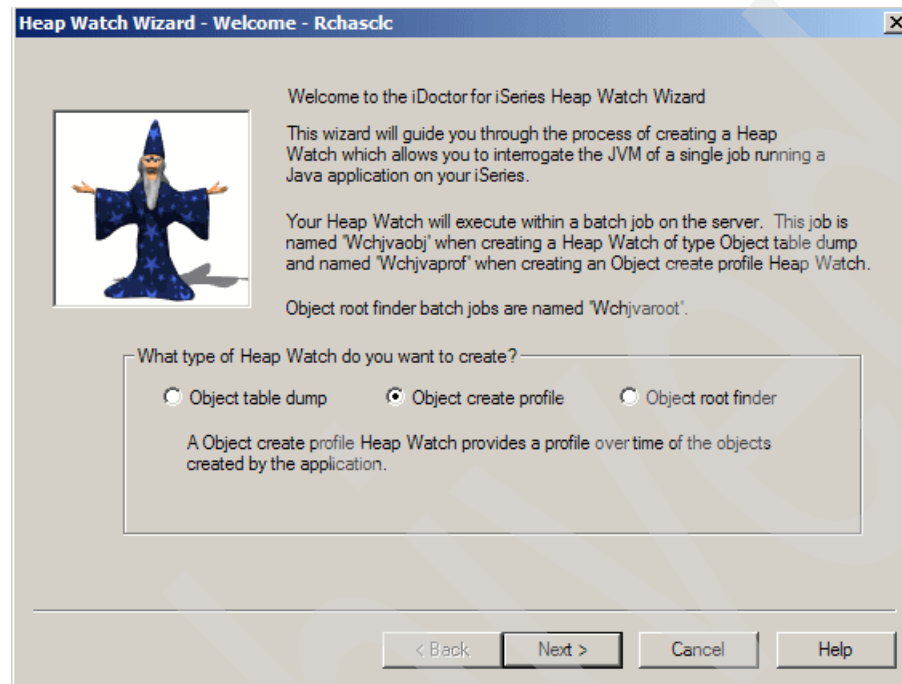 Heap Watch Wizard - Welcome - Rchasclc
Welcome to the iDoctor for iSeries Heap Watch Wizard
This wizard will guide you through the process of creating a Heap
Watch which allows you to interrogate the JVM of a single job running a
Java application on your iSeries.
Your Heap Watch will execute within a batch job on the server. This job is
named 'Wchjvaobj' when creating a Heap Watch of type Object table dump
and named 'Wchjvaprof' when creating an Object create profile Heap Watch.
Object root finder batch jobs are named 'Wchjvaroot'.
What type of Heap Watch do you want to create?
Object table dump Object create profile Object root finder
A Object create profile Heap Watch provides a profile over time of the objects
created by the application.
< Back Next > Cancel Help